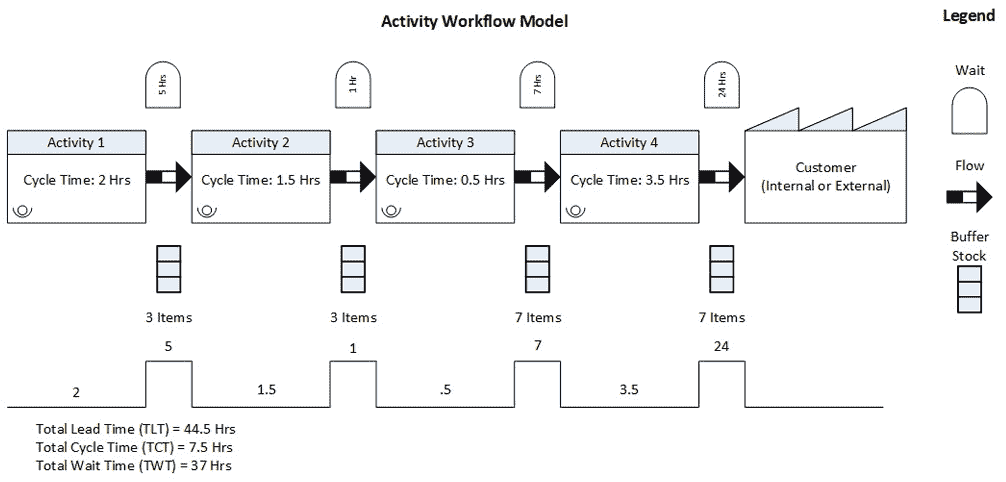 Activity Workflow Model
Legend
5 Hrs
1 Hr
7 Hrs
24 Hrs
Wait
Activity 1
Activity 2
Activity 3
Activity 4
Cycle Time: 2 Hrs
Cycle Time: 1.5 Hrs
Cycle Time: 0.5 Hrs
Cycle Time: 3.5 Hrs
Customer
(Internal or External)
Flow
Buffer
Stock
3 Items
3 Items
7 Items
7 Items
5
1
7
24
2
1.5
.5
3.5
Total Lead Time (TLT) = 44.5 Hrs
Total Cycle Time (TCT) = 7.5 Hrs
Total Wait Time (TWT) = 37 Hrs